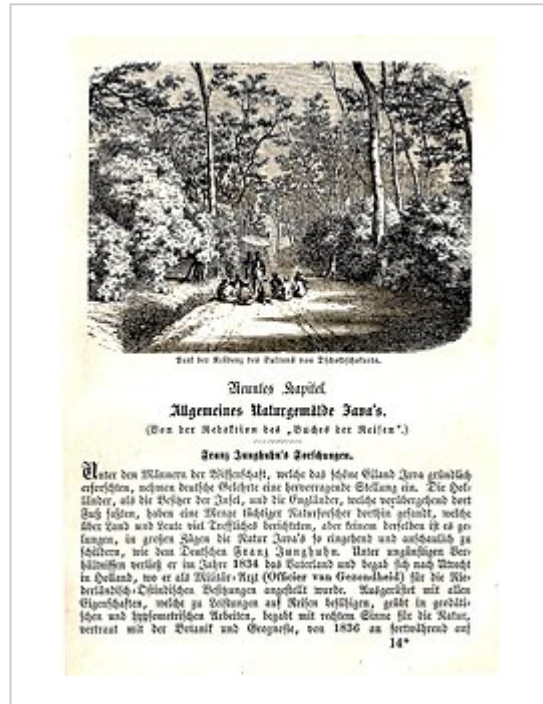 Park der Residenz des Sultans von Dschokdschokarta.
Neuntes Kapitel.
Allgemeines Naturgemälde Java's.
(Von der Redaktion des „Buches der Reisen“.)
Franz Junghuhn's Forschungen.
Unter den Männern der Wissenschaft, welche das schöne Eiland Java gründlich
erforschten, nehmen deutsche Gelehrte eine hervorragende Stellung ein. Die Hol-
länder, als die Besitzer der Insel, und die Engländer, welche vorübergehend dort
Fuß faßten, haben eine Menge tüchtiger Naturforscher dorthin gesandt, welche
über Land und Leute viel Treffliches berichteten, aber keinem derselben ist es ge-
lungen, in großen Zügen die Natur Java's so eingehend und anschaulich zu
schildern, wie dem Deutschen Franz Junghuhn. Unter ungünstigen Ver-
hältnissen verließ er im Jahre 1834 das Vaterland und begab sich nach Utrecht
in Holland, wo er als Militär-Arzt (Officier van Gezondheid) für die Nie-
derländisch-Ostindischen Besitzungen angestellt wurde. Ausgerüstet mit allen
Eigenschaften, welche zu Leistungen auf Reisen befähigen, geübt in geodäti-
schen und hypsometrischen Arbeiten, begabt mit rechtem Sinne für die Natur,
vertraut mit der Botanik und Geognosie, von 1836 an fortwährend auf
14*